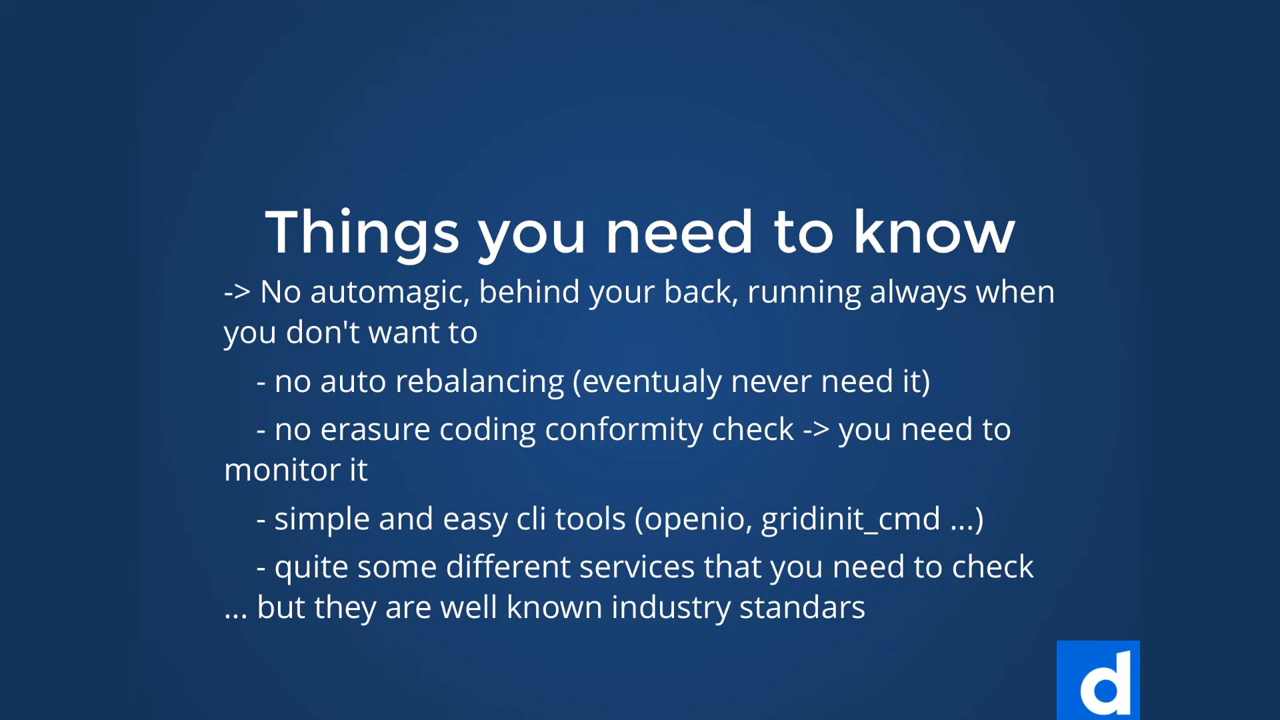 Things you need to know
-> No automagic, behind your back, running always when
you don't want to
- no auto rebalancing (eventualy never need it)
- no erasure coding conformity check -> you need to
monitor it
- simple and easy cli tools (openio, gridinit_cmd ...)
- quite some different services that you need to check
... but they are well known industry standars
d